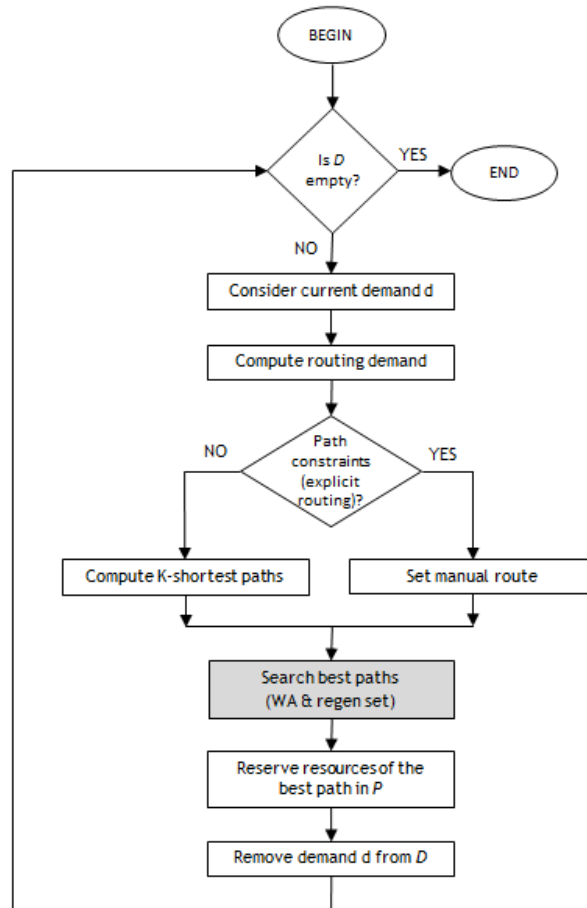 BEGIN
Is D
empty?
YES
END
NO
Consider current demand d
Compute routing demand
Path
constraints
(explicit
routing)?
NO
YES
Compute K-shortest paths
Set manual route
Search best paths
(WA & regen set)
Reserve resources of the
best path in P
Remove demand d from D